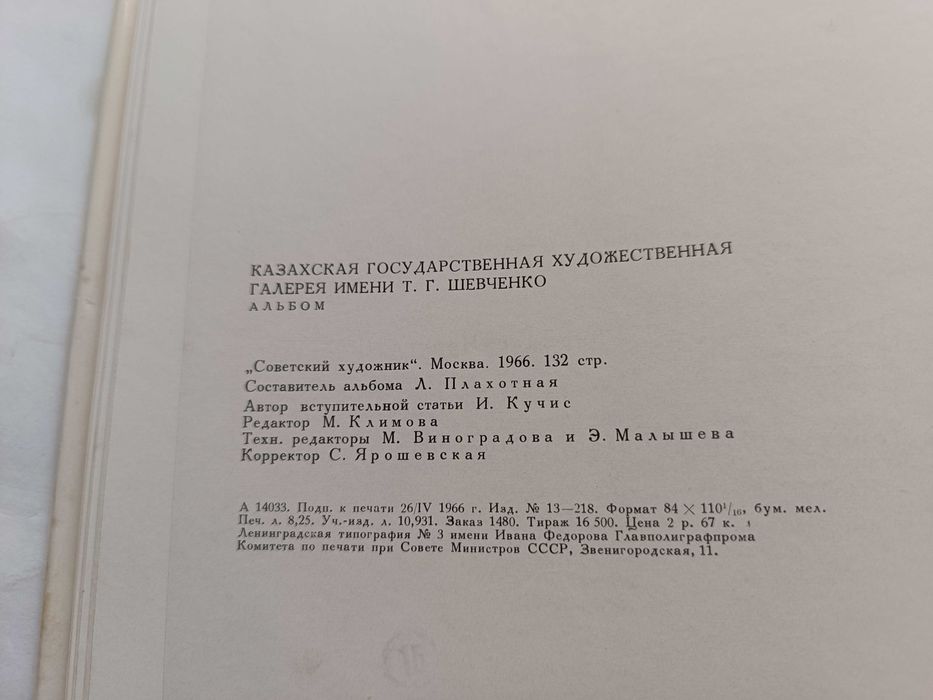 КАЗАХСКАЯ ГОСУДАРСТВЕННАЯ ХУДОЖЕСТВЕННАЯ
ГАЛЕРЕЯ ИМЕНИ Т. Г. ШЕВЧЕНКО
АЛЬБОМ
„Советский художник“. Москва. 1966. 132 стр.
Составитель альбома Л. Плахотная
Автор вступительной статьи И. Кучис
Редактор М. Климова
Техн. редакторы М. Виноградова и Э. Малышева
Корректор С. Ярошевская
А 14033. Подп. к печати 26/IV 1966 г. Изд. № 13—218. Формат 84 × 110¹/₁₆, бум. мел.
Печ. л. 8,25. Уч.-изд. л. 10,931. Заказ 1480. Тираж 16 500. Цена 2 р. 67 к.
Ленинградская типография № 3 имени Ивана Федорова Главполиграфпрома
Комитета по печати при Совете Министров СССР, Звенигородская, 11.